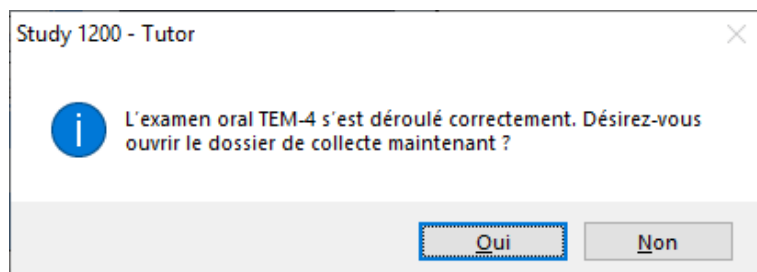 Study 1200 - Tutor
L'examen oral TEM-4 s'est déroulé correctement. Désirez-vous
ouvrir le dossier de collecte maintenant ?
Oui
Non